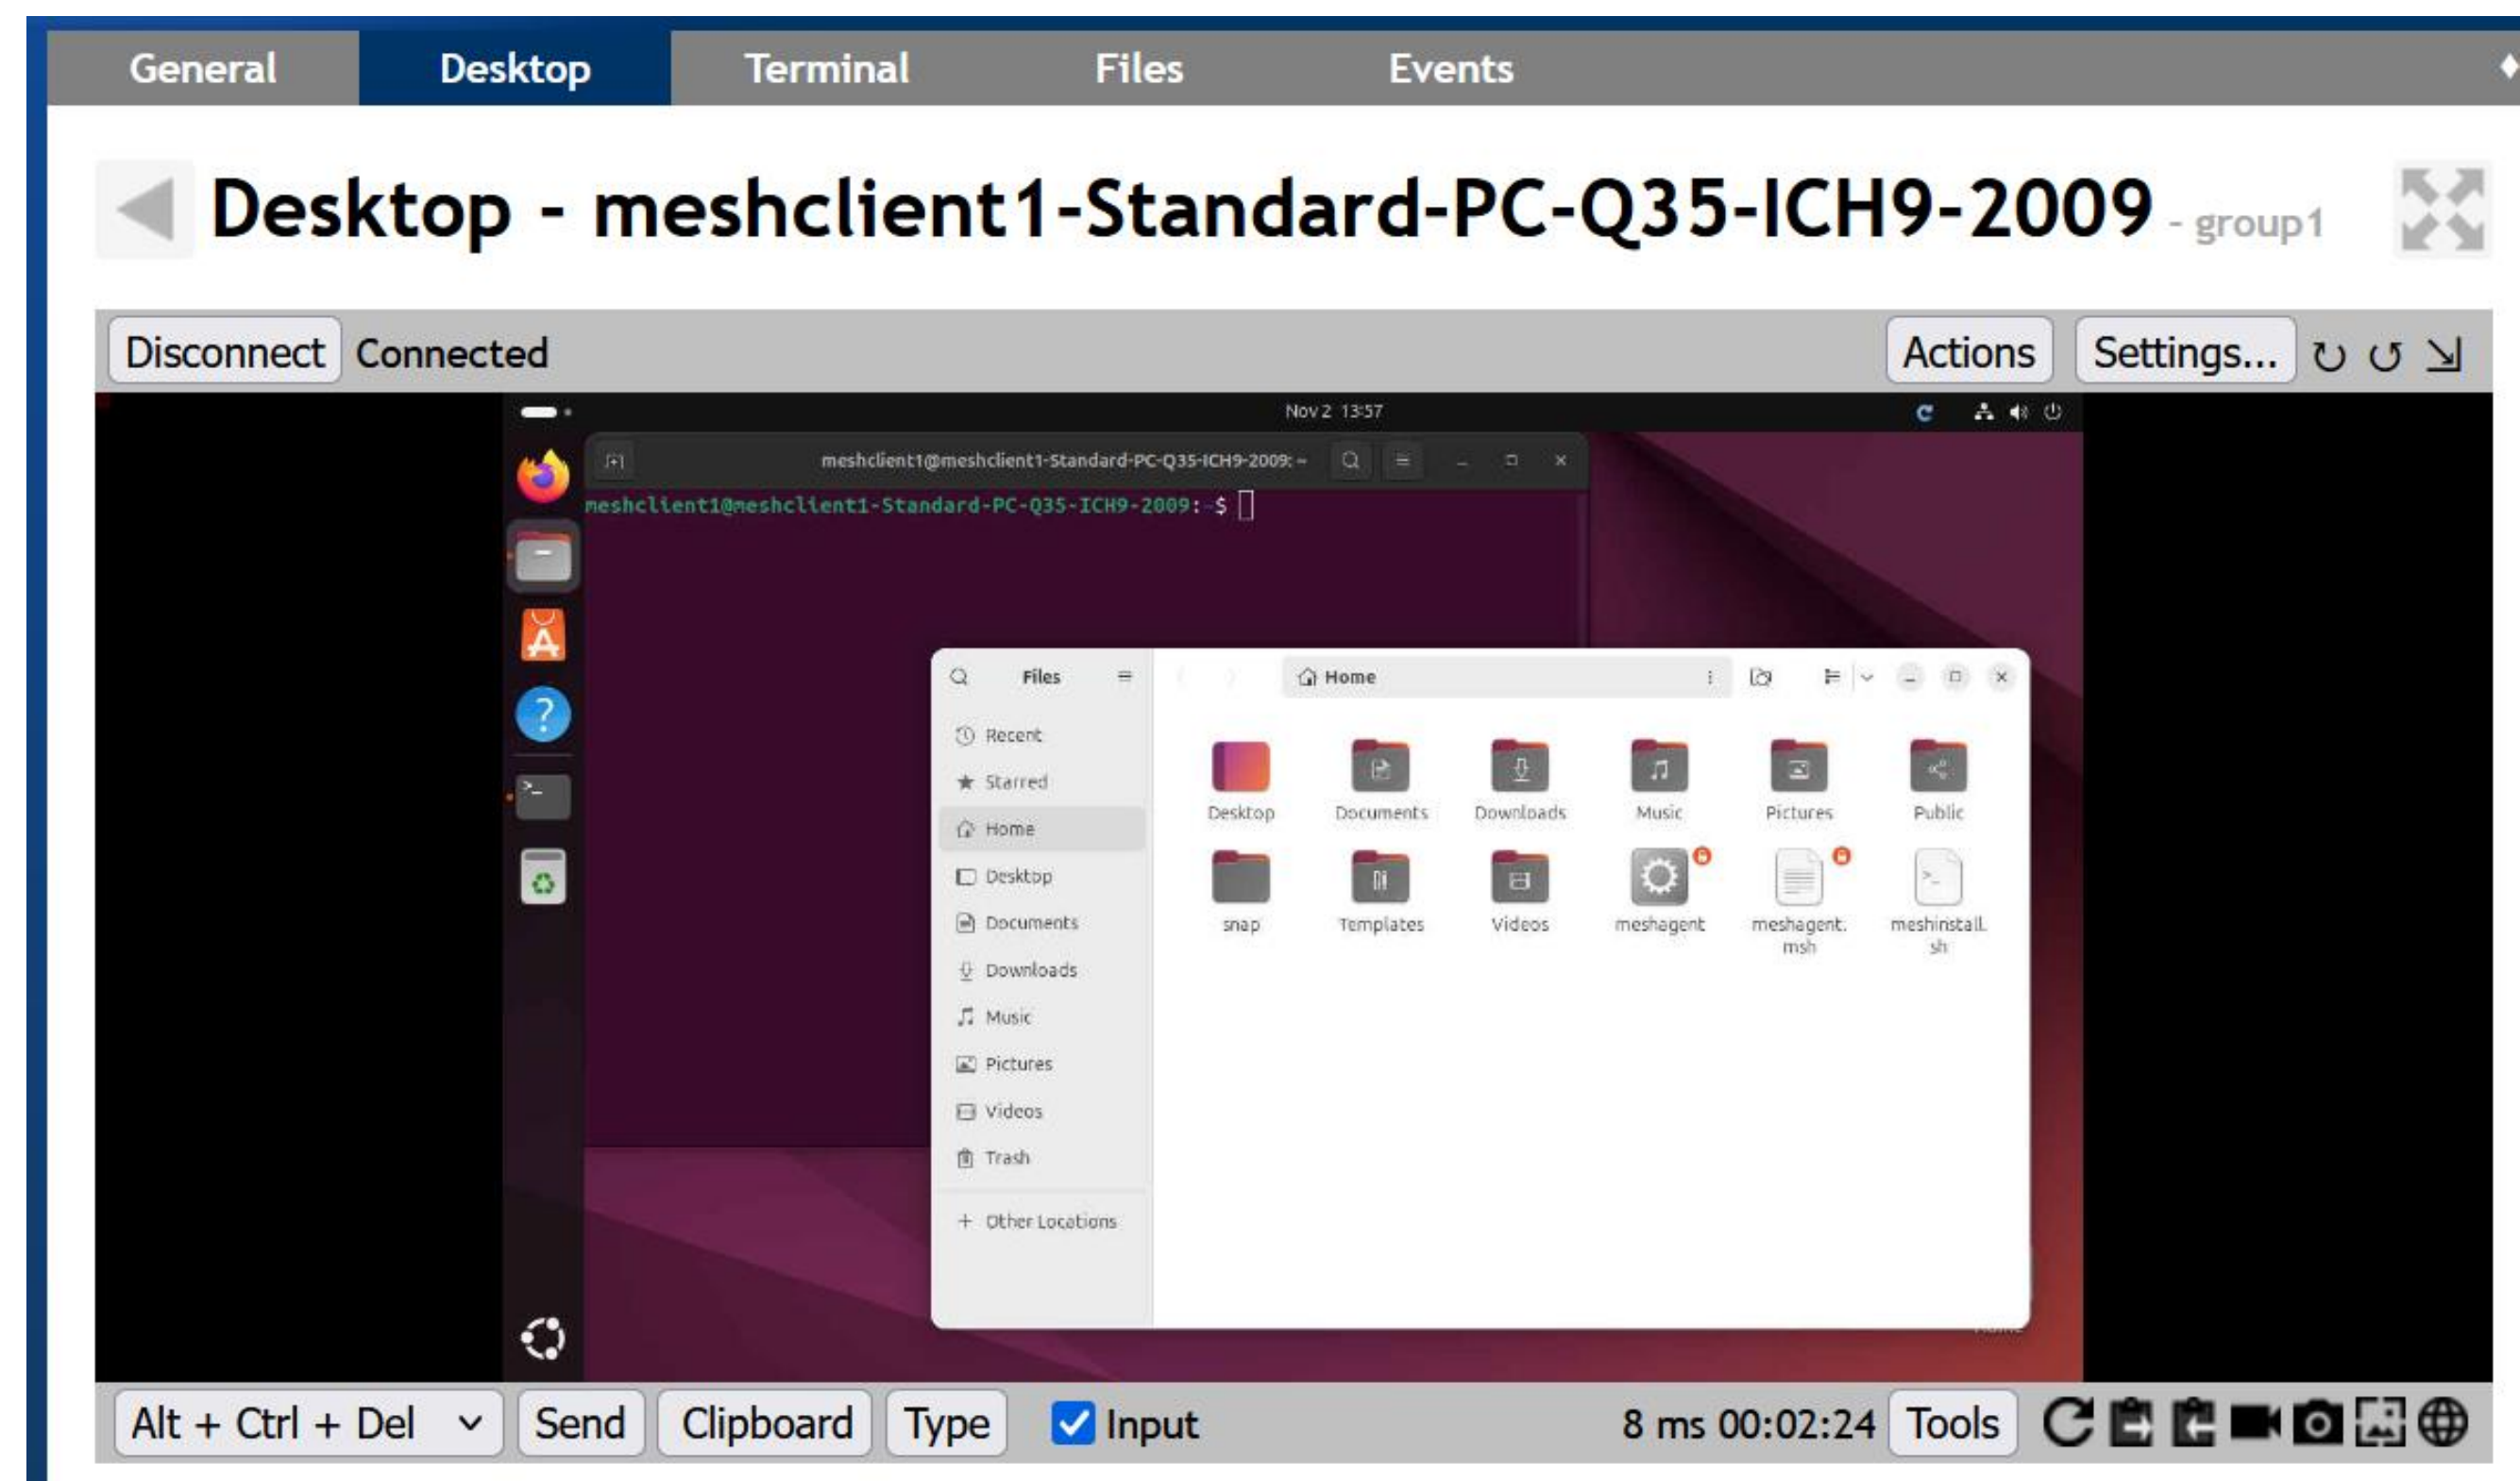 General Desktop Terminal Files Events
Desktop - meshclient1-Standard-PC-Q35-ICH9-2009 - group1
Disconnect Connected Actions Settings...
Nov 2 13:57
meshclient1@meshclient1-Standard-PC-Q35-ICH9-2009: ~
meshclient1@meshclient1-Standard-PC-Q35-ICH9-2009:~$
Files Home
Recent
Starred
Home
Desktop
Documents
Downloads
Music
Pictures
Videos
Trash
+ Other Locations
Desktop Documents Downloads Music Pictures Public
snap Templates Videos meshagent meshagent. meshinstall.
msh sh
Alt + Ctrl + Del Send Clipboard Type Input 8 ms 00:02:24 Tools